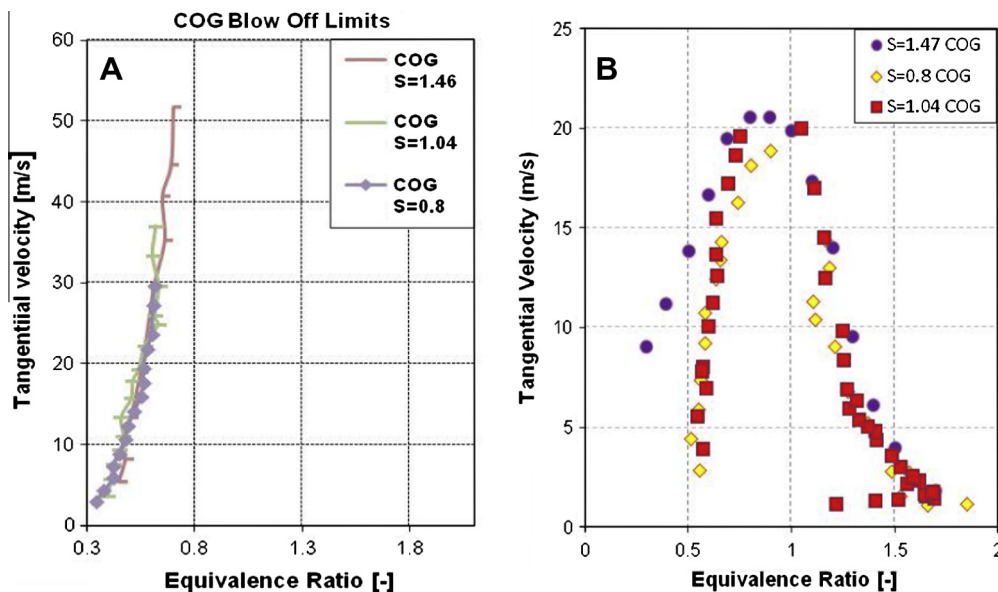 COG Blow Off Limits
A
60
50
40
30
20
10
0
Tangentiial velocity [m/s]
COG
S=1.46
COG
S=1.04
COG
S=0.8
0.3
0.8
1.3
1.8
Equivalence Ratio [-]
B
25
20
15
10
5
0
Tangential Velocity (m/s)
S=1.47 COG
S=0.8 COG
S=1.04 COG
0
0.5
1
1.5
2
Equivalence Ratio [-]